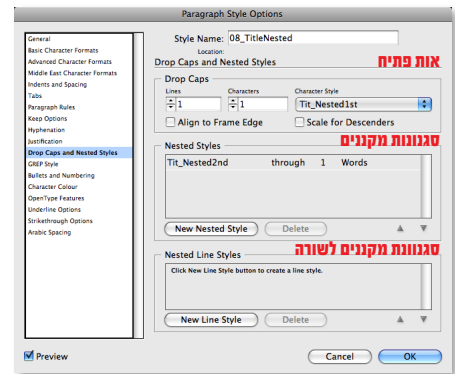 Paragraph Style Options
General
Basic Character Formats
Advanced Character Formats
Middle East Character Formats
Indents and Spacing
Tabs
Paragraph Rules
Keep Options
Hyphenation
Justification
Drop Caps and Nested Styles
GREP Style
Bullets and Numbering
Character Colour
OpenType Features
Underline Options
Strikethrough Options
Arabic Spacing
Style Name: 08_TitleNested
Location:
Drop Caps and Nested Styles
אות פתיח
Drop Caps
Lines Characters Character Style
1 1 Tit_Nested1st
Align to Frame Edge Scale for Descenders
Nested Styles סגנונות מקננים
Tit_Nested2nd through 1 Words
New Nested Style Delete
Nested Line Styles סגנוונת מקננים לשורה
Click New Line Style button to create a line style.
New Line Style Delete
Preview Cancel OK